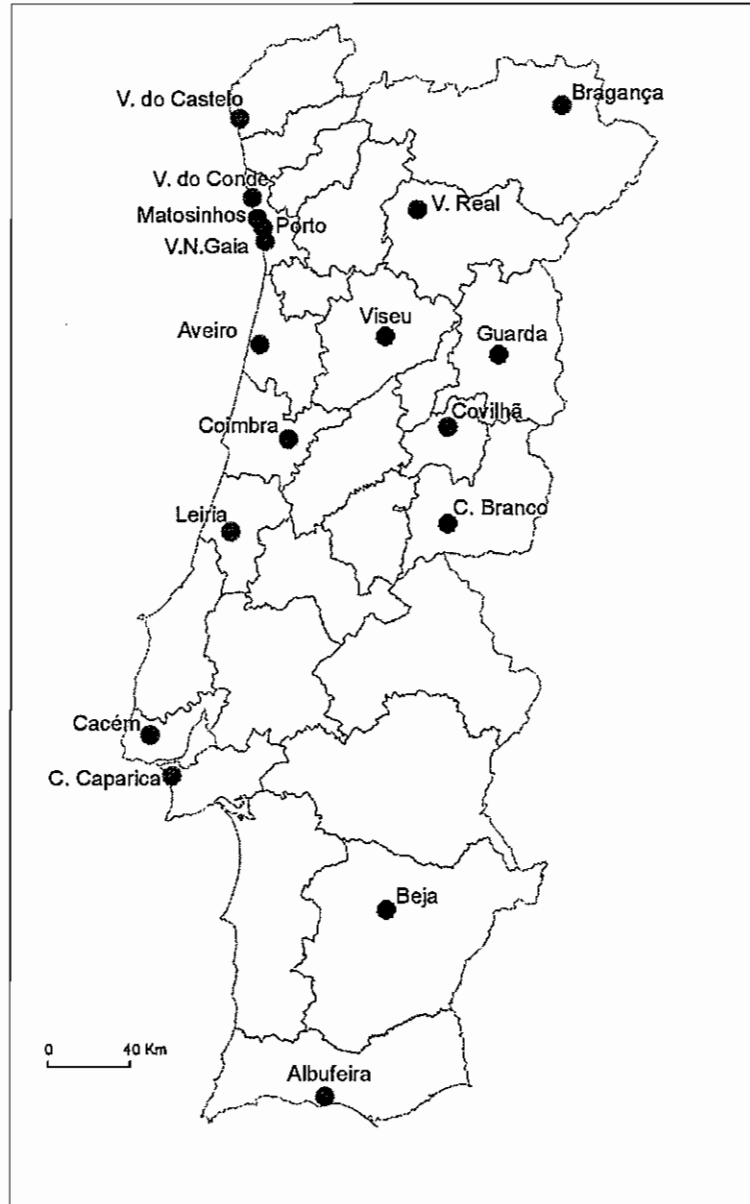 Bragança
V. do Castelo
V. do Conde
V. Real
Matosinhos
Porto
V.N.Gaia
Viseu
Aveiro
Guarda
Covilhã
Coimbra
C. Branco
Leiria
Cacém
C. Caparica
Beja
0 40 Km
Albufeira